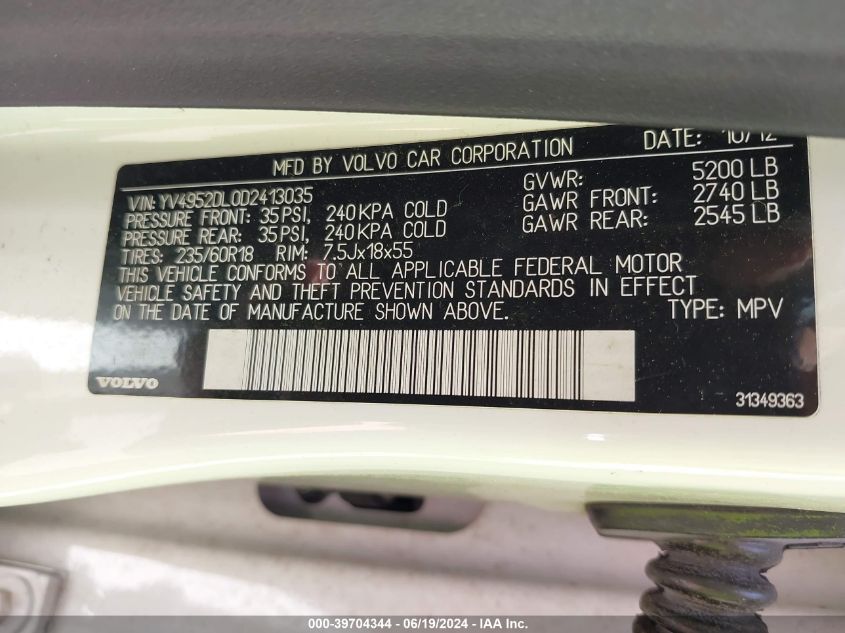 MFD BY VOLVO CAR CORPORATION DATE: 10/12
VIN: YV4952DL0D2413035 GVWR: 5200 LB
PRESSURE FRONT: 35 PSI, 240 KPA COLD GAWR FRONT: 2740 LB
PRESSURE REAR: 35 PSI, 240 KPA COLD GAWR REAR: 2545 LB
TIRES: 235/60R18 RIM: 7.5Jx18x55
THIS VEHICLE CONFORMS TO ALL APPLICABLE FEDERAL MOTOR
VEHICLE SAFETY AND THEFT PREVENTION STANDARDS IN EFFECT
ON THE DATE OF MANUFACTURE SHOWN ABOVE. TYPE: MPV
VOLVO
31349363
000-39704344 - 06/19/2024 - IAA Inc.